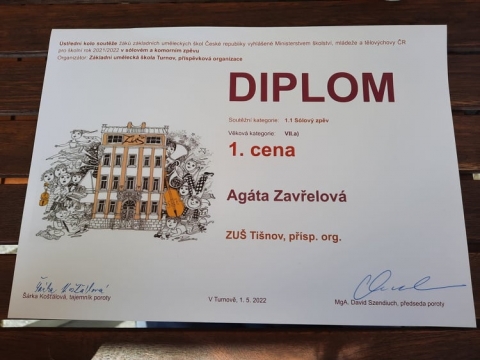 Ústřední kolo soutěže žáků základních uměleckých škol České republiky vyhlášené Ministerstvem školství, mládeže a tělovýchovy ČR
pro školní rok 2021/2022 v sólovém a komorním zpěvu
Organizátor: Základní umělecká škola Turnov, příspěvková organizace
DIPLOM
Soutěžní kategorie: 1.1 Sólový zpěv
Věková kategorie: VII.a)
1. cena
ZUŠ
Agáta Zavřelová
ZUŠ Tišnov, přísp. org.
Šárka Košťálová
Šárka Košťálová, tajemník poroty
V Turnově, 1. 5. 2022
MgA. David Szendiuch, předseda poroty